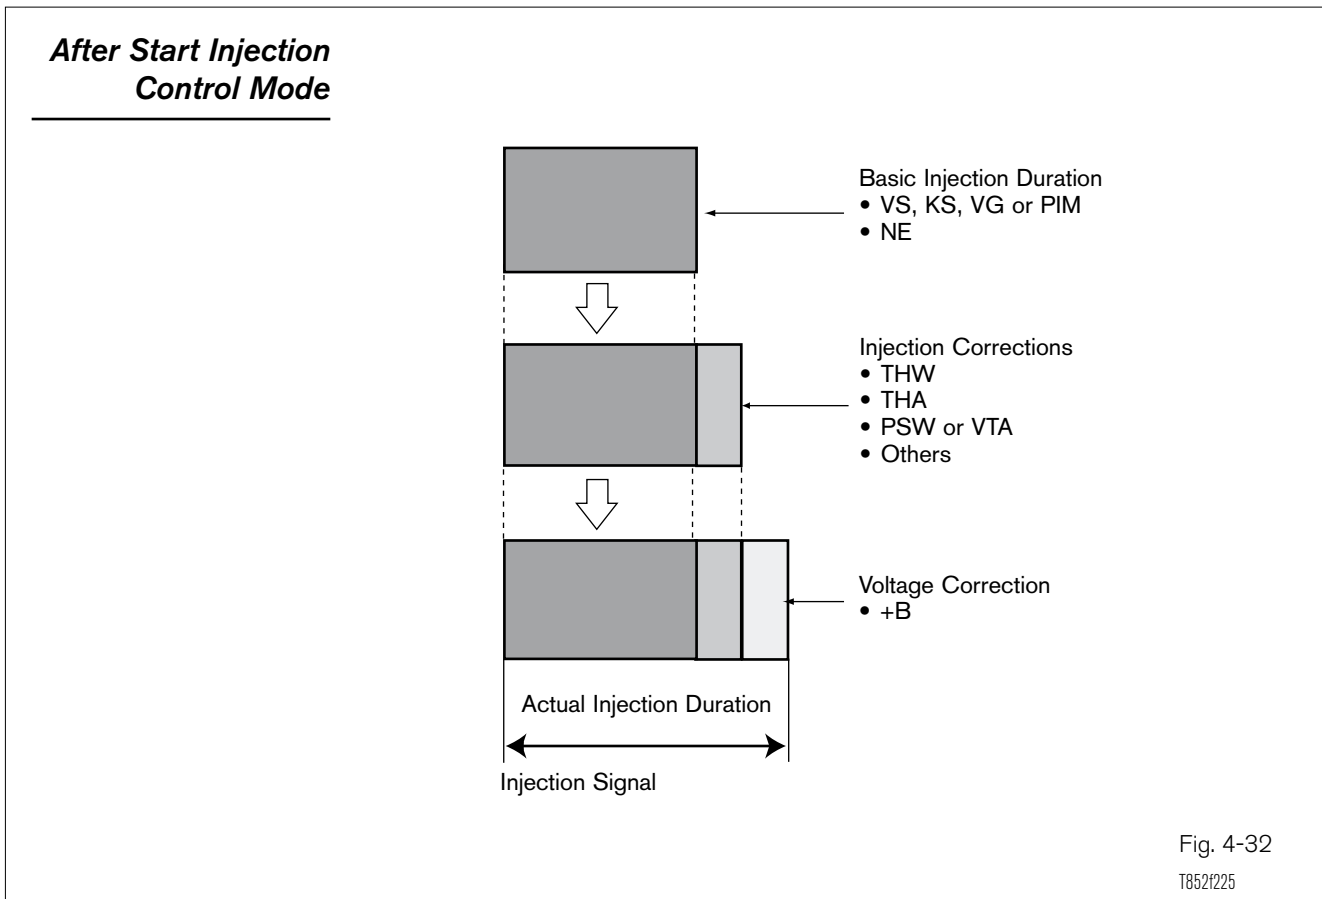 After Start Injection
Control Mode
Basic Injection Duration
• VS, KS, VG or PIM
• NE
Injection Corrections
• THW
• THA
• PSW or VTA
• Others
Voltage Correction
• +B
Actual Injection Duration
Injection Signal
Fig. 4-32
T852f225